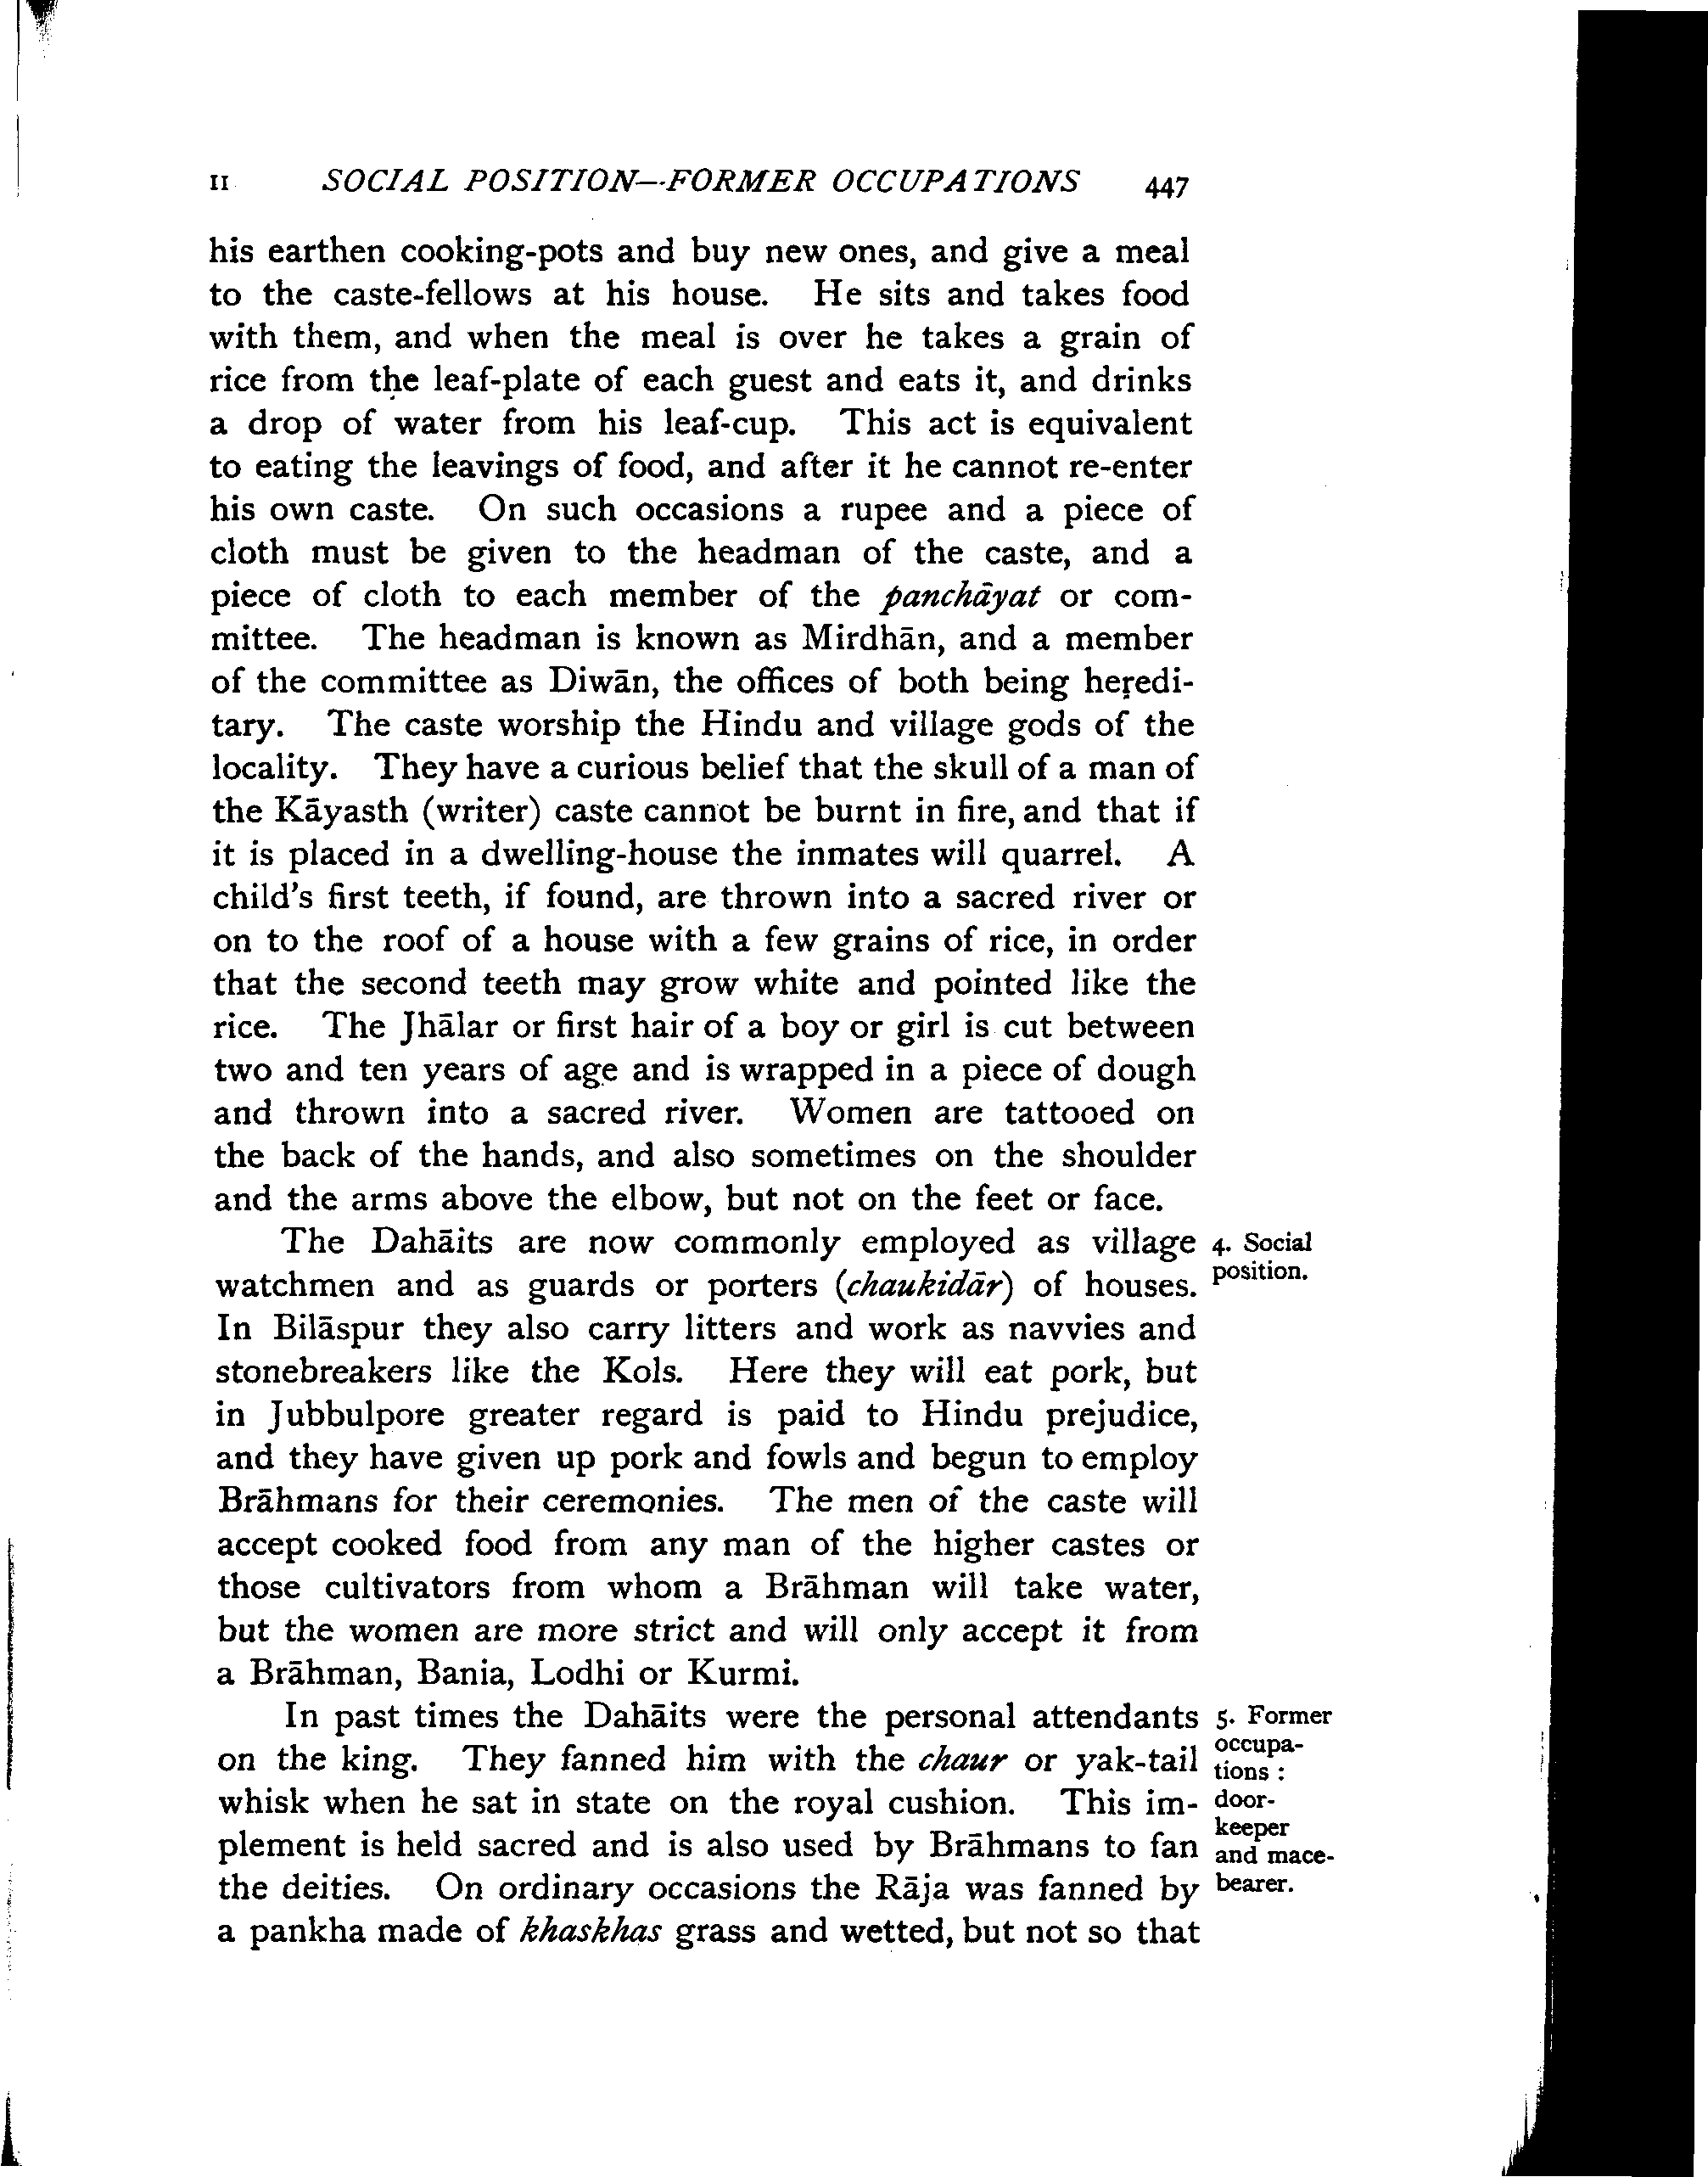 II SOCIAL POSITION—FORMER OCCUPATIONS 447
his earthen cooking-pots and buy new ones, and give a meal
to the caste-fellows at his house. He sits and takes food
with them, and when the meal is over he takes a grain of
rice from the leaf-plate of each guest and eats it, and drinks
a drop of water from his leaf-cup. This act is equivalent
to eating the leavings of food, and after it he cannot re-enter
his own caste. On such occasions a rupee and a piece of
cloth must be given to the headman of the caste, and a
piece of cloth to each member of the panchāyat or com-
mittee. The headman is known as Mirdhān, and a member
of the committee as Diwān, the offices of both being heredi-
tary. The caste worship the Hindu and village gods of the
locality. They have a curious belief that the skull of a man of
the Kāyasth (writer) caste cannot be burnt in fire, and that if
it is placed in a dwelling-house the inmates will quarrel. A
child's first teeth, if found, are thrown into a sacred river or
on to the roof of a house with a few grains of rice, in order
that the second teeth may grow white and pointed like the
rice. The Jhālar or first hair of a boy or girl is cut between
two and ten years of age and is wrapped in a piece of dough
and thrown into a sacred river. Women are tattooed on
the back of the hands, and also sometimes on the shoulder
and the arms above the elbow, but not on the feet or face.
The Dahāits are now commonly employed as village
watchmen and as guards or porters (chaukidār) of houses.
In Bilāspur they also carry litters and work as navvies and
stonebreakers like the Kols. Here they will eat pork, but
in Jubbulpore greater regard is paid to Hindu prejudice,
and they have given up pork and fowls and begun to employ
Brāhmans for their ceremonies. The men of the caste will
accept cooked food from any man of the higher castes or
those cultivators from whom a Brāhman will take water,
but the women are more strict and will only accept it from
a Brāhman, Bania, Lodhi or Kurmi.
4. Social
position.
In past times the Dahāits were the personal attendants
on the king. They fanned him with the chaur or yak-tail
whisk when he sat in state on the royal cushion. This im-
plement is held sacred and is also used by Brāhmans to fan
the deities. On ordinary occasions the Rāja was fanned by
a pankha made of khaskhas grass and wetted, but not so that
5. Former
occupa-
tions :
door-
keeper
and mace-
bearer.